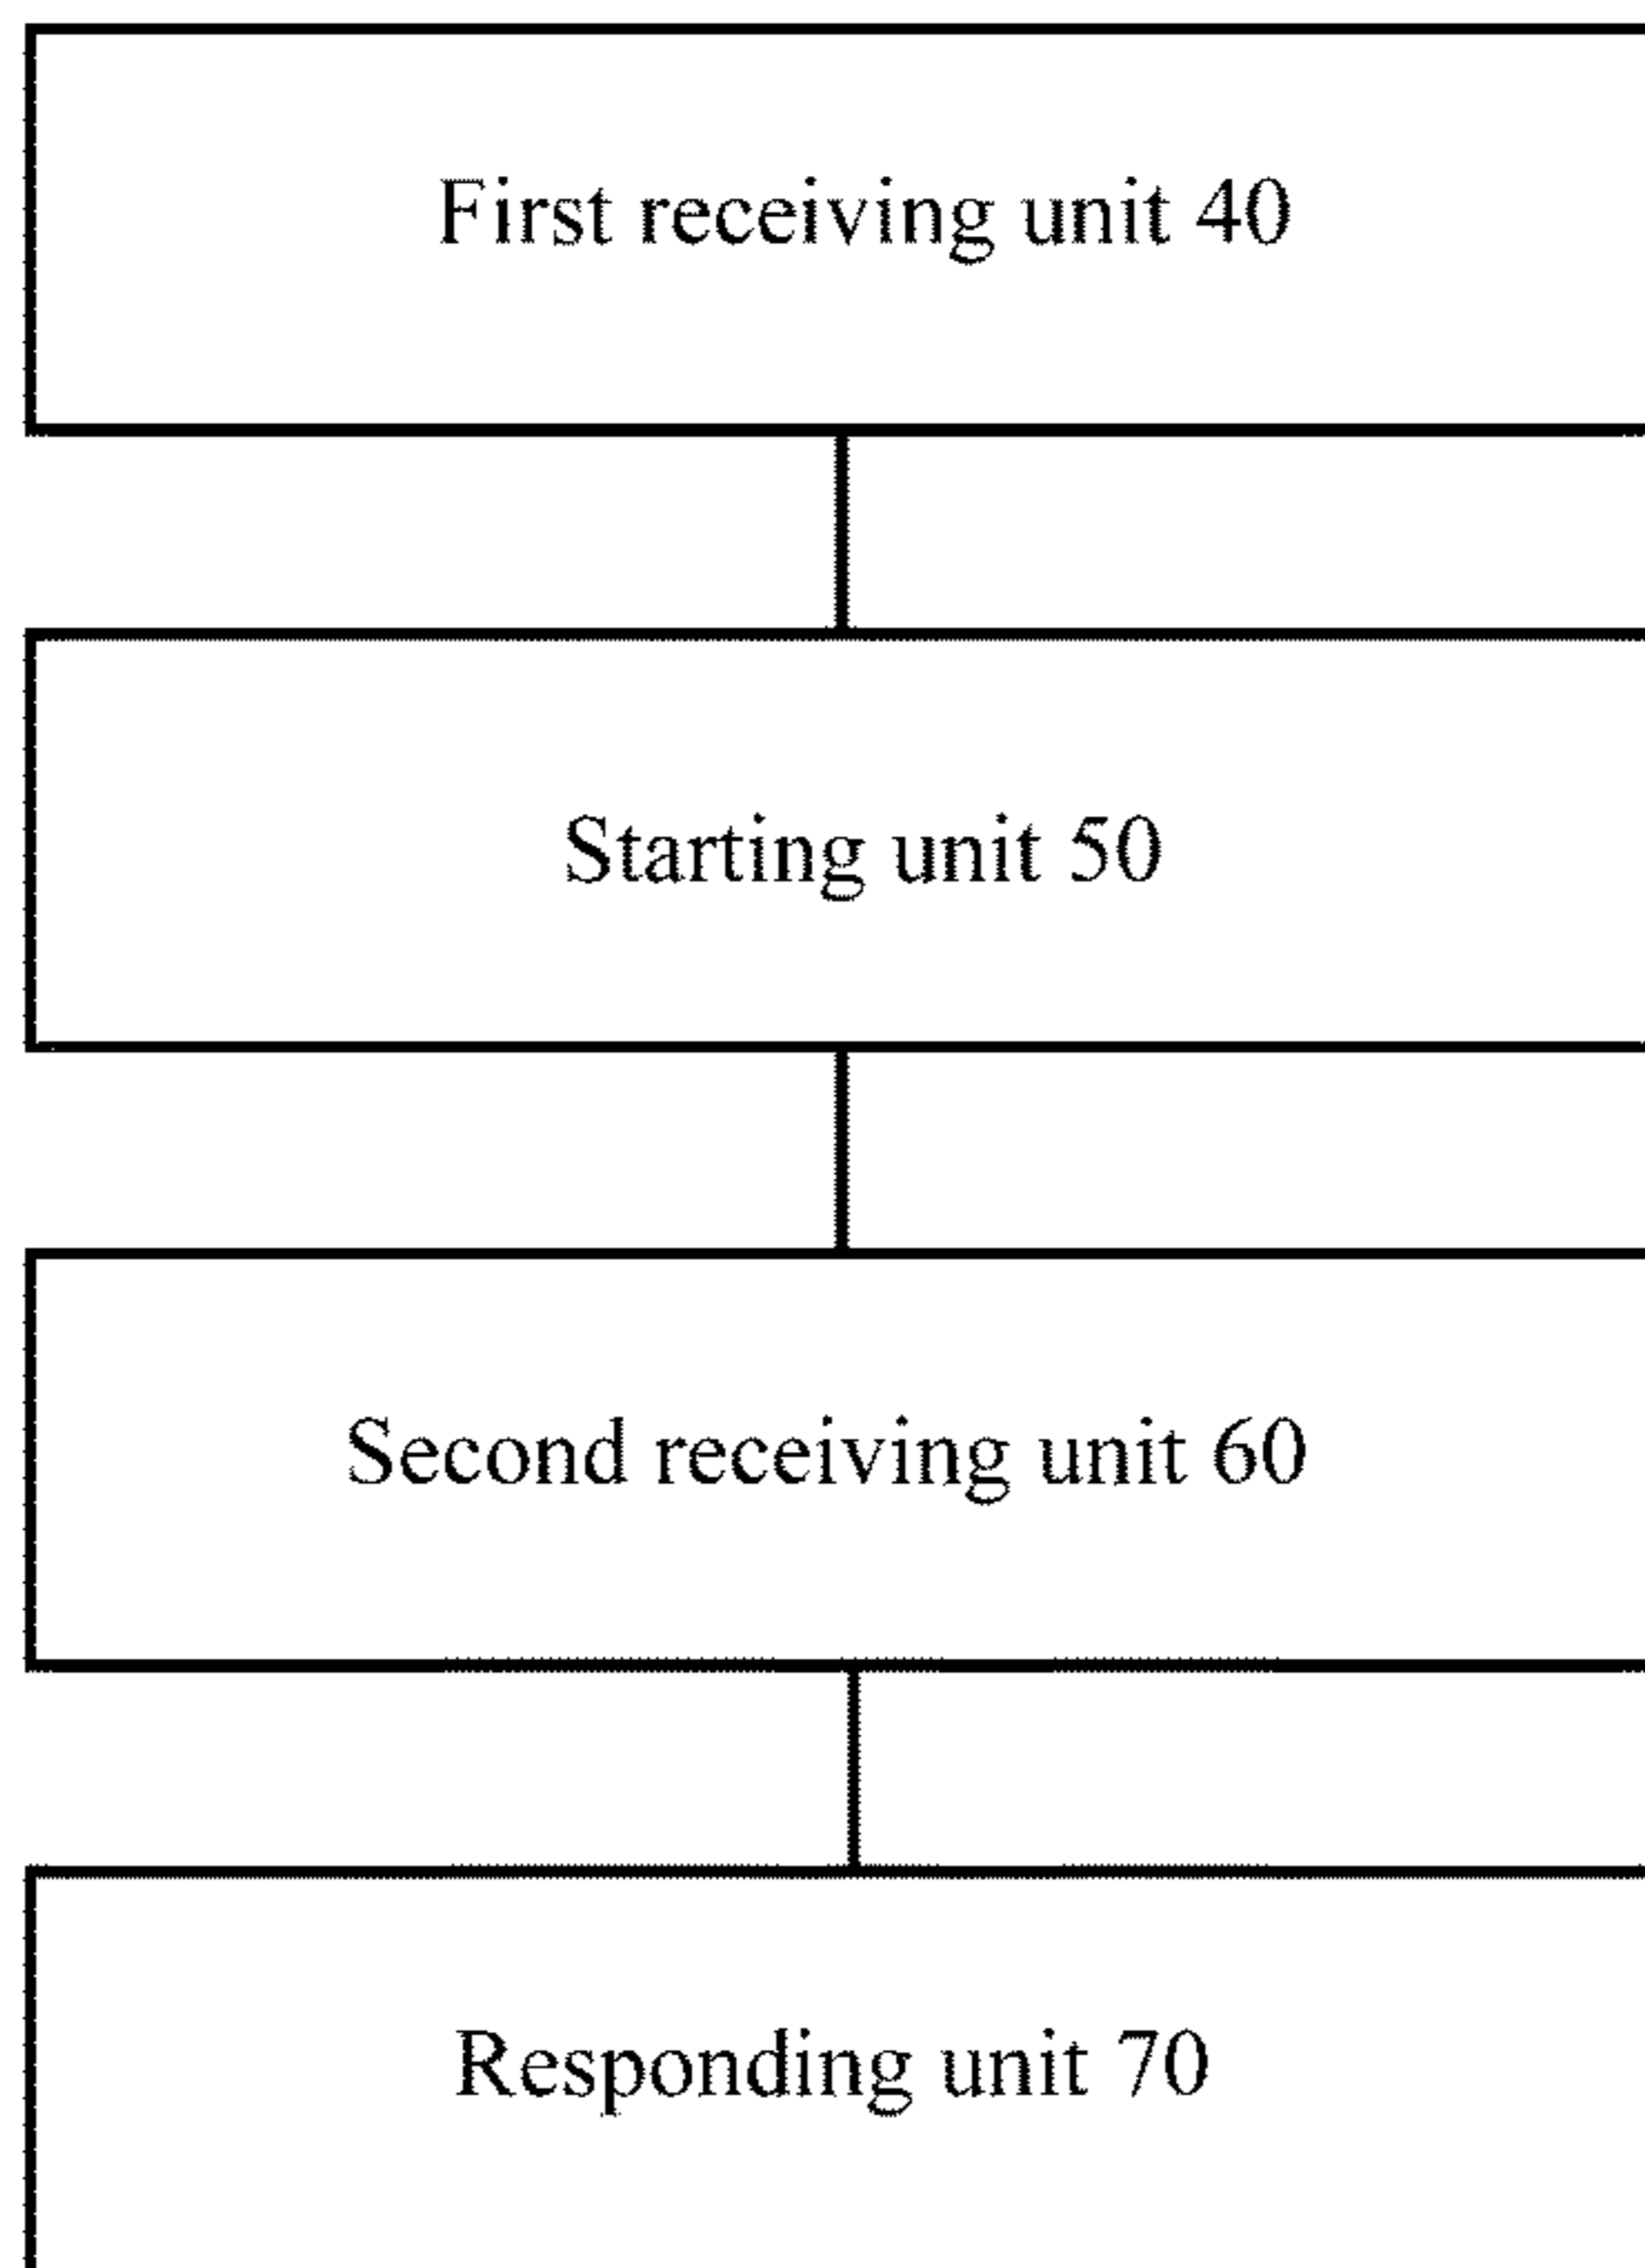 First receiving unit 40
Starting unit 50
Second receiving unit 60
Responding unit 70